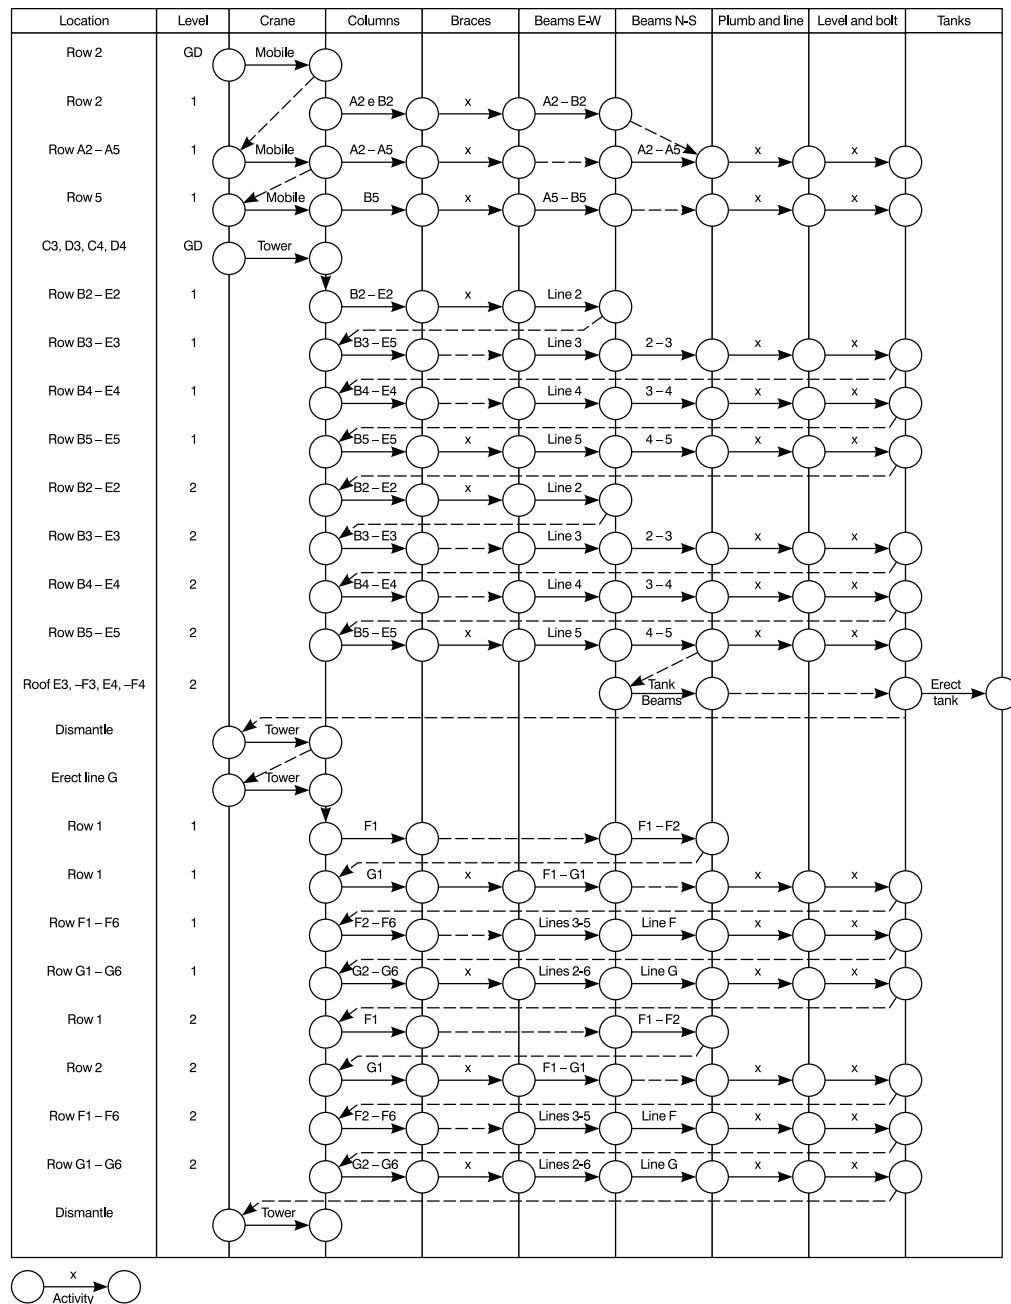 Location Level Crane Columns Braces Beams E-W Beams N-S Plumb and line Level and bolt Tanks
Row 2 GD Mobile
Row 2 1 A2 e B2 x A2 – B2
Row A2 – A5 1 Mobile A2 – A5 x A2 – A5 x x
Row 5 1 Mobile B5 x A5 – B5 x x
C3, D3, C4, D4 GD Tower
Row B2 – E2 1 B2 – E2 x Line 2
Row B3 – E3 1 B3 – E5 Line 3 2 – 3 x x
Row B4 – E4 1 B4 – E4 Line 4 3 – 4 x x
Row B5 – E5 1 B5 – E5 x Line 5 4 – 5 x x
Row B2 – E2 2 B2 – E2 x Line 2
Row B3 – E3 2 B3 – E3 Line 3 2 – 3 x x
Row B4 – E4 2 B4 – E4 Line 4 3 – 4 x x
Row B5 – E5 2 B5 – E5 x Line 5 4 – 5 x x
Roof E3, –F3, E4, –F4 2 Tank Beams Erect tank
Dismantle Tower
Erect line G Tower
Row 1 1 F1 F1 – F2
Row 1 1 G1 x F1 – G1 x x
Row F1 – F6 1 F2 – F6 Lines 3-5 Line F x x
Row G1 – G6 1 G2 – G6 x Lines 2-6 Line G x x
Row 1 2 F1 F1 – F2
Row 2 2 G1 x F1 – G1 x x
Row F1 – F6 2 F2 – F6 Lines 3-5 Line F x x
Row G1 – G6 2 G2 – G6 x Lines 2-6 Line G x x
Dismantle Tower
x
Activity